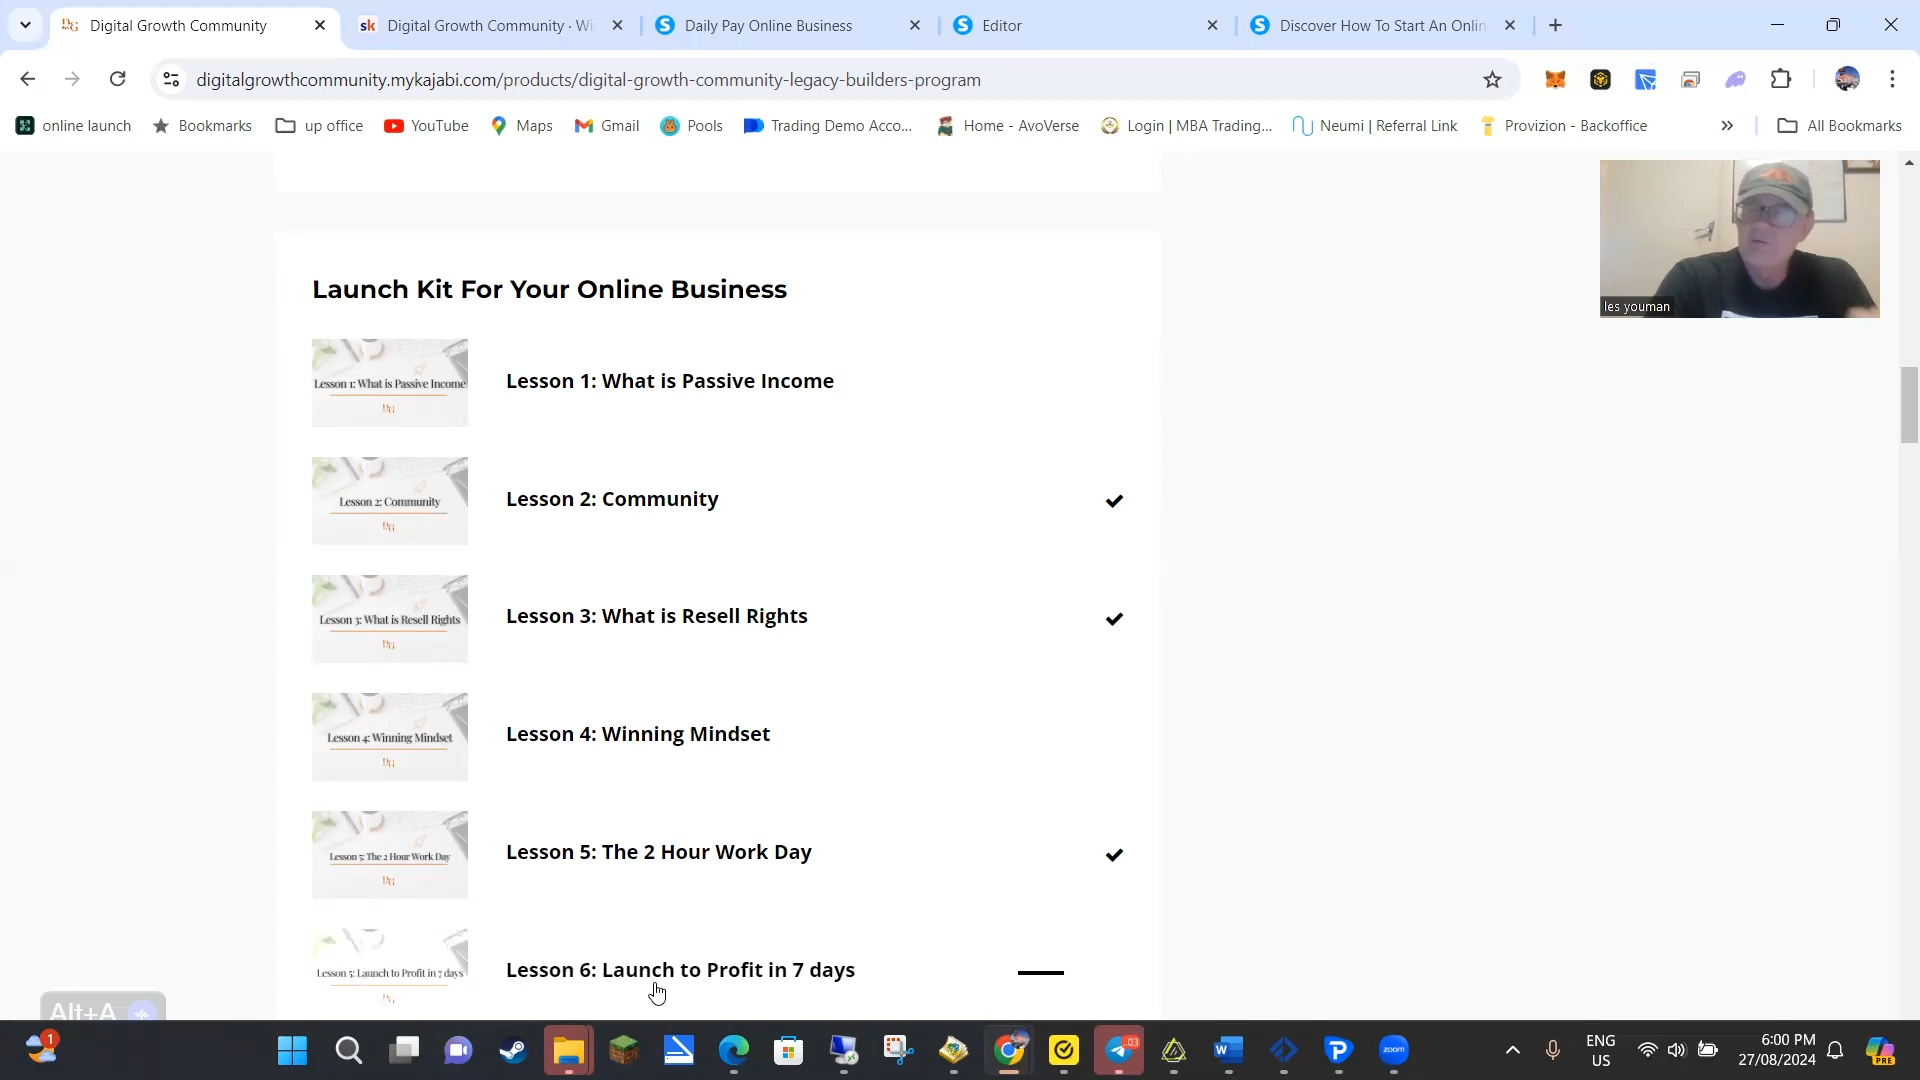 Digital Growth Community
sk Digital Growth Community · Wi
Daily Pay Online Business
Editor
Discover How To Start An Onlin
digitalgrowthcommunity.mykajabi.com/products/digital-growth-community-legacy-builders-program
online launch
Bookmarks
up office
YouTube
Maps
Gmail
Pools
Trading Demo Acco...
Home - AvoVerse
Login | MBA Trading...
Neumi | Referral Link
Provizion - Backoffice
All Bookmarks
les youman
Launch Kit For Your Online Business
Lesson 1: What is Passive Income
Lesson 1: What is Passive Income
Lesson 2: Community
Lesson 2: Community
Lesson 3: What is Resell Rights
Lesson 3: What is Resell Rights
Lesson 4: Winning Mindset
Lesson 4: Winning Mindset
Lesson 5: The 2 Hour Work Day
Lesson 5: The 2 Hour Work Day
Lesson 5: Launch to Profit in 7 days
Lesson 6: Launch to Profit in 7 days
Alt+A
1
03
zoom
ENG
US
6:00 PM
27/08/2024
PRE